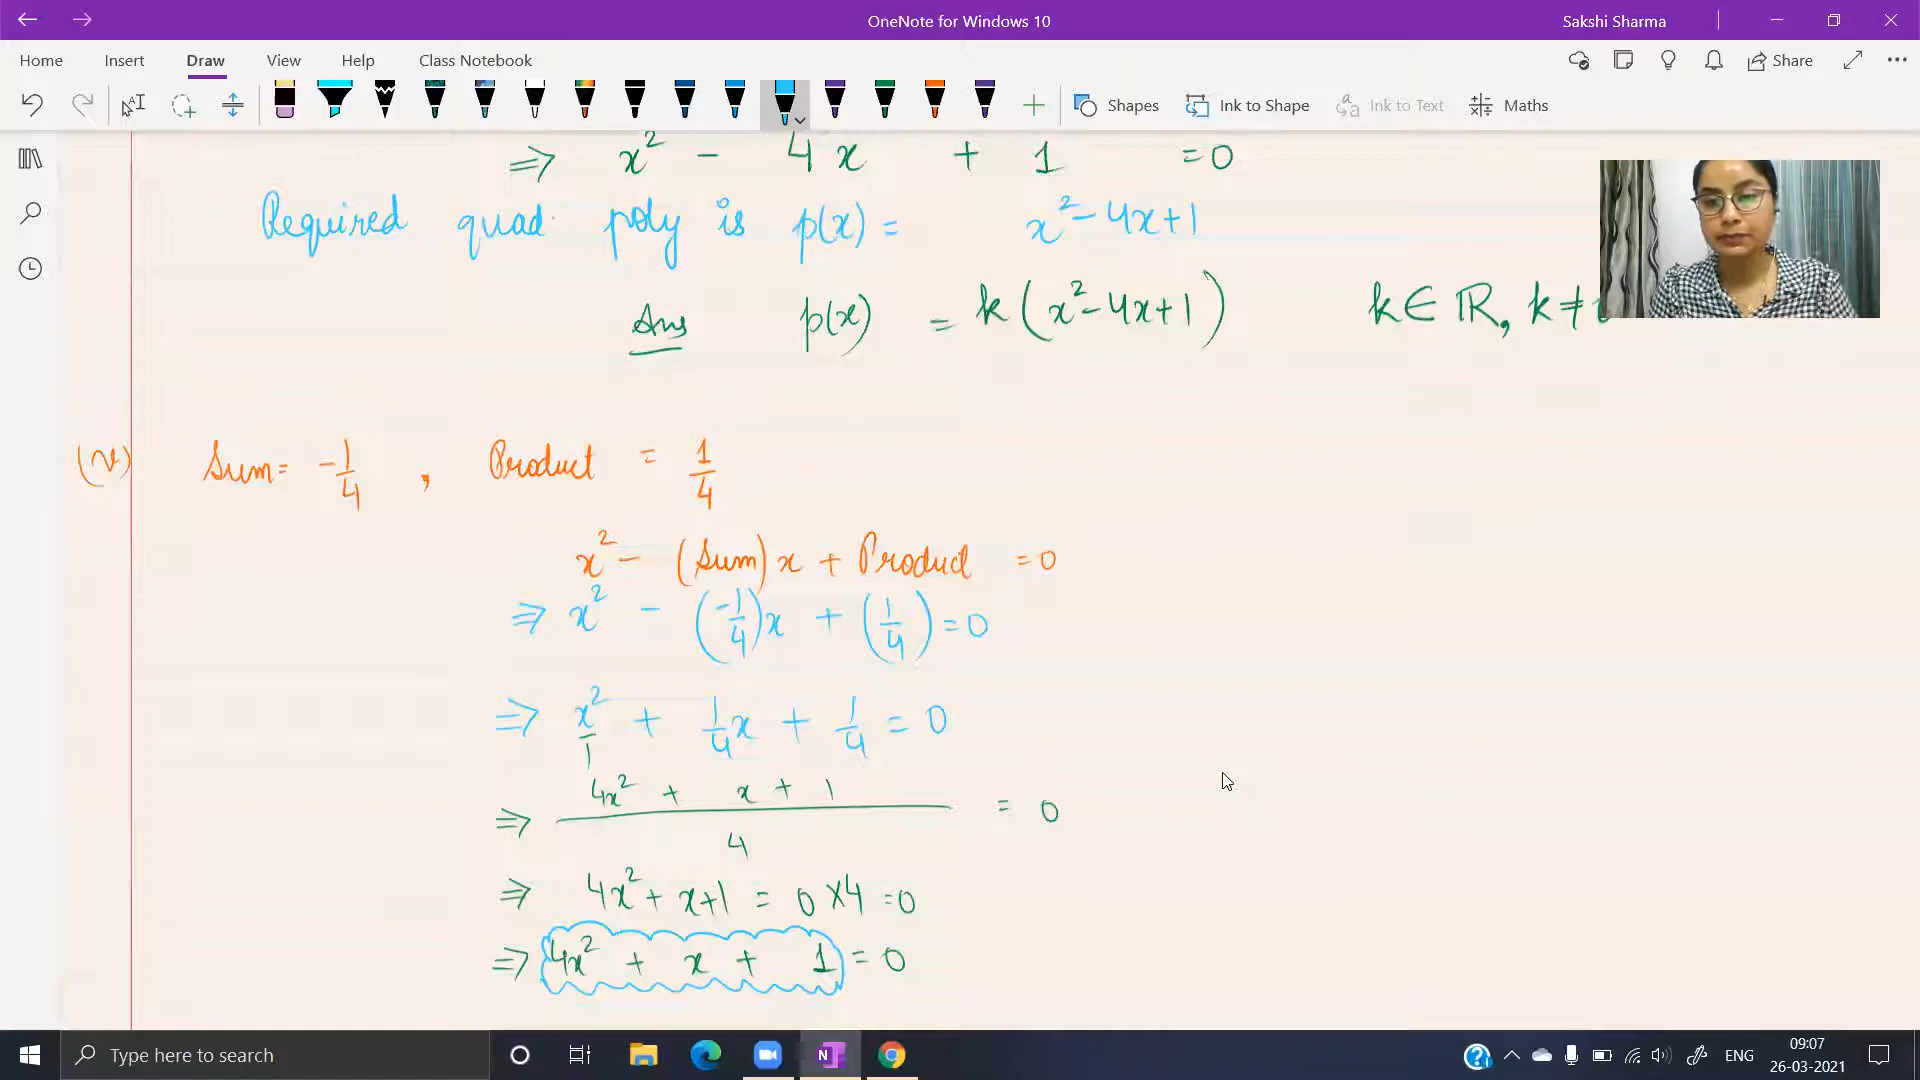 OneNote for Windows 10
Sakshi Sharma
Home Insert Draw View Help Class Notebook
Share
Shapes Ink to Shape Ink to Text Maths
⇒ x² - 4x + 1 = 0
Required quad. poly is p(x) = x² - 4x + 1
Ans p(x) = k(x² - 4x + 1) k ∈ ℝ, k ≠
(v) Sum = -1/4 , Product = 1/4
x² - (Sum)x + Product = 0
⇒ x² - (-1/4)x + (1/4) = 0
⇒ x²/1 + 1/4 x + 1/4 = 0
⇒ (4x² + x + 1)/4 = 0
⇒ 4x² + x + 1 = 0 × 4 = 0
⇒ 4x² + x + 1 = 0
Type here to search
ENG
09:07
26-03-2021